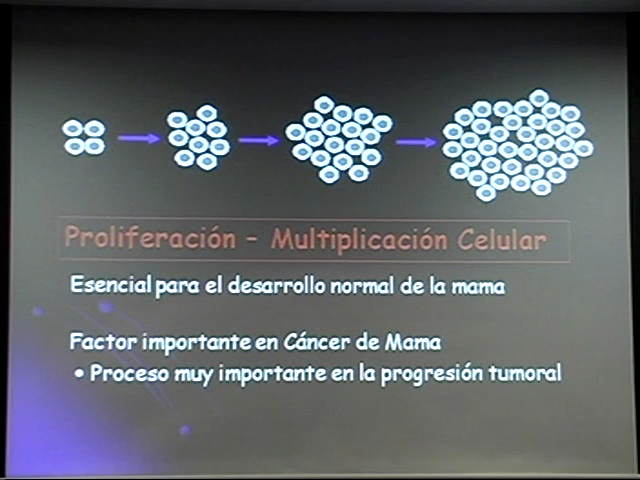 Proliferación – Multiplicación Celular
Esencial para el desarrollo normal de la mama
Factor importante en Cáncer de Mama
• Proceso muy importante en la progresión tumoral